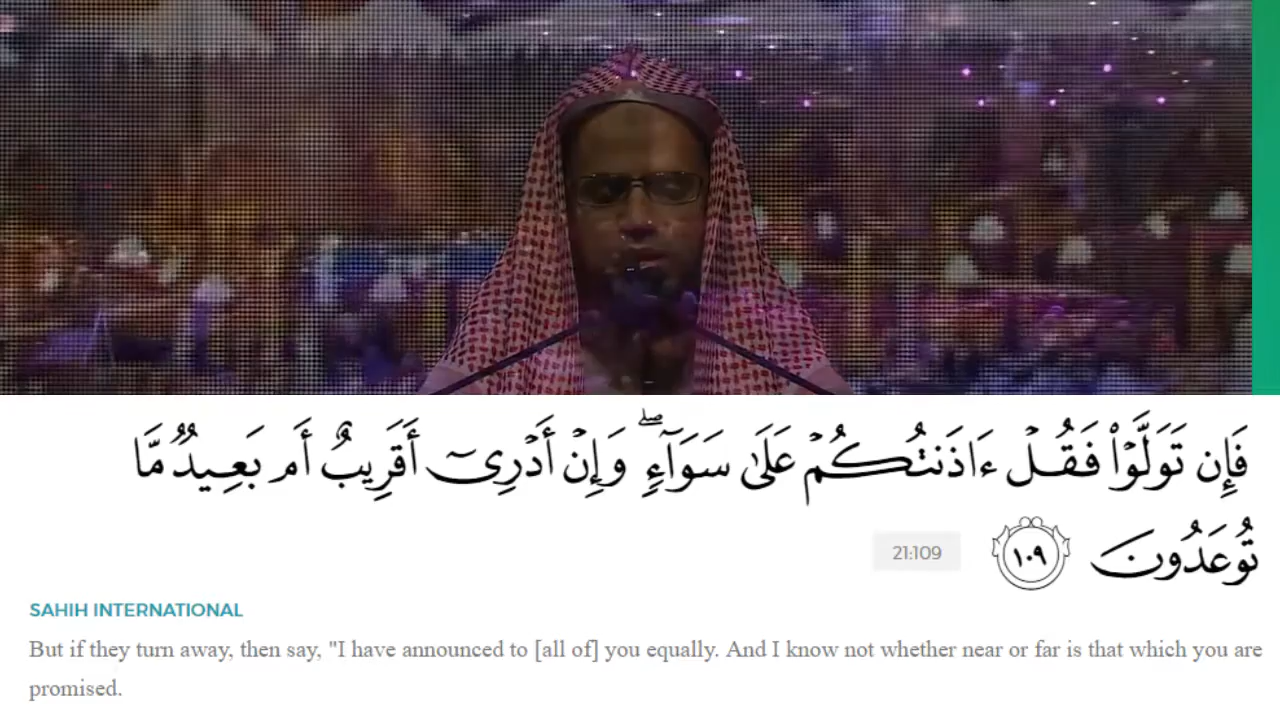 فَإِن تَوَلَّوْا۟ فَقُلْ ءَاذَنتُكُمْ عَلَىٰ سَوَآءٍ ۖ وَإِنْ أَدْرِىٓ أَقَرِيبٌ أَم بَعِيدٌ مَّا
تُوعَدُونَ ١٠٩ 21:109
SAHIH INTERNATIONAL
But if they turn away, then say, "I have announced to [all of] you equally. And I know not whether near or far is that which you are
promised.